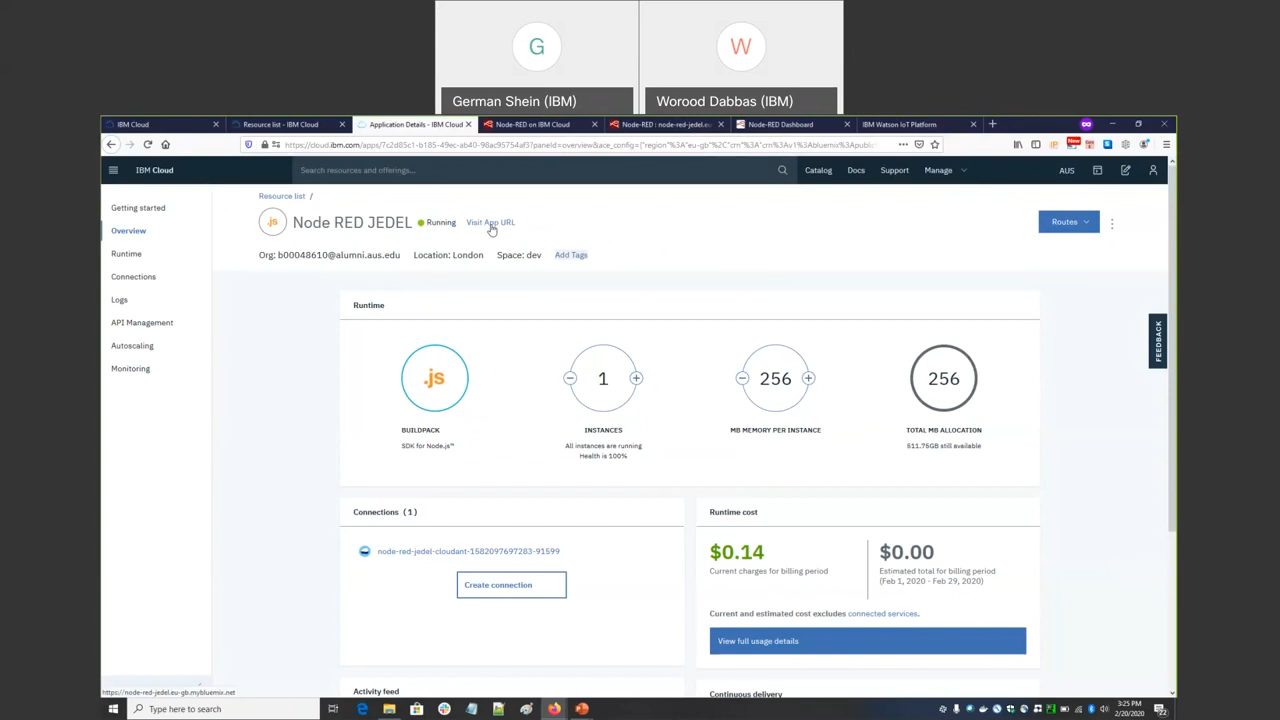 G
W
German Shein (IBM)
Worood Dabbas (IBM)
IBM Cloud
Resource list - IBM Cloud
Application Details - IBM Cloud
Node-RED on IBM Cloud
Node-RED : node-red-jedel.eu-
Node-RED Dashboard
IBM Watson IoT Platform
IBM Cloud
Search resources and offerings...
Catalog
Docs
Support
Manage
AUS
Getting started
Overview
Runtime
Connections
Logs
API Management
Autoscaling
Monitoring
Resource list /
.js
Node RED JEDEL
Running
Visit App URL
Routes
Org: b00048610@alumni.aus.edu
Location: London
Space: dev
Add Tags
FEEDBACK
Runtime
.js
1
256
256
BUILDPACK
INSTANCES
MB MEMORY PER INSTANCE
TOTAL MB ALLOCATION
SDK for Node.js™
All instances are running
Health is 100%
511.75GB still available
Connections (1)
node-red-jedel-cloudant-1582097697283-91599
Create connection
Runtime cost
$0.14
$0.00
Current charges for billing period
Estimated total for billing period
(Feb 1, 2020 - Feb 29, 2020)
Current and estimated cost excludes connected services.
View full usage details
Activity feed
Continuous delivery
https://node-red-jedel.eu-gb.mybluemix.net
Type here to search
3:25 PM
2/20/2020